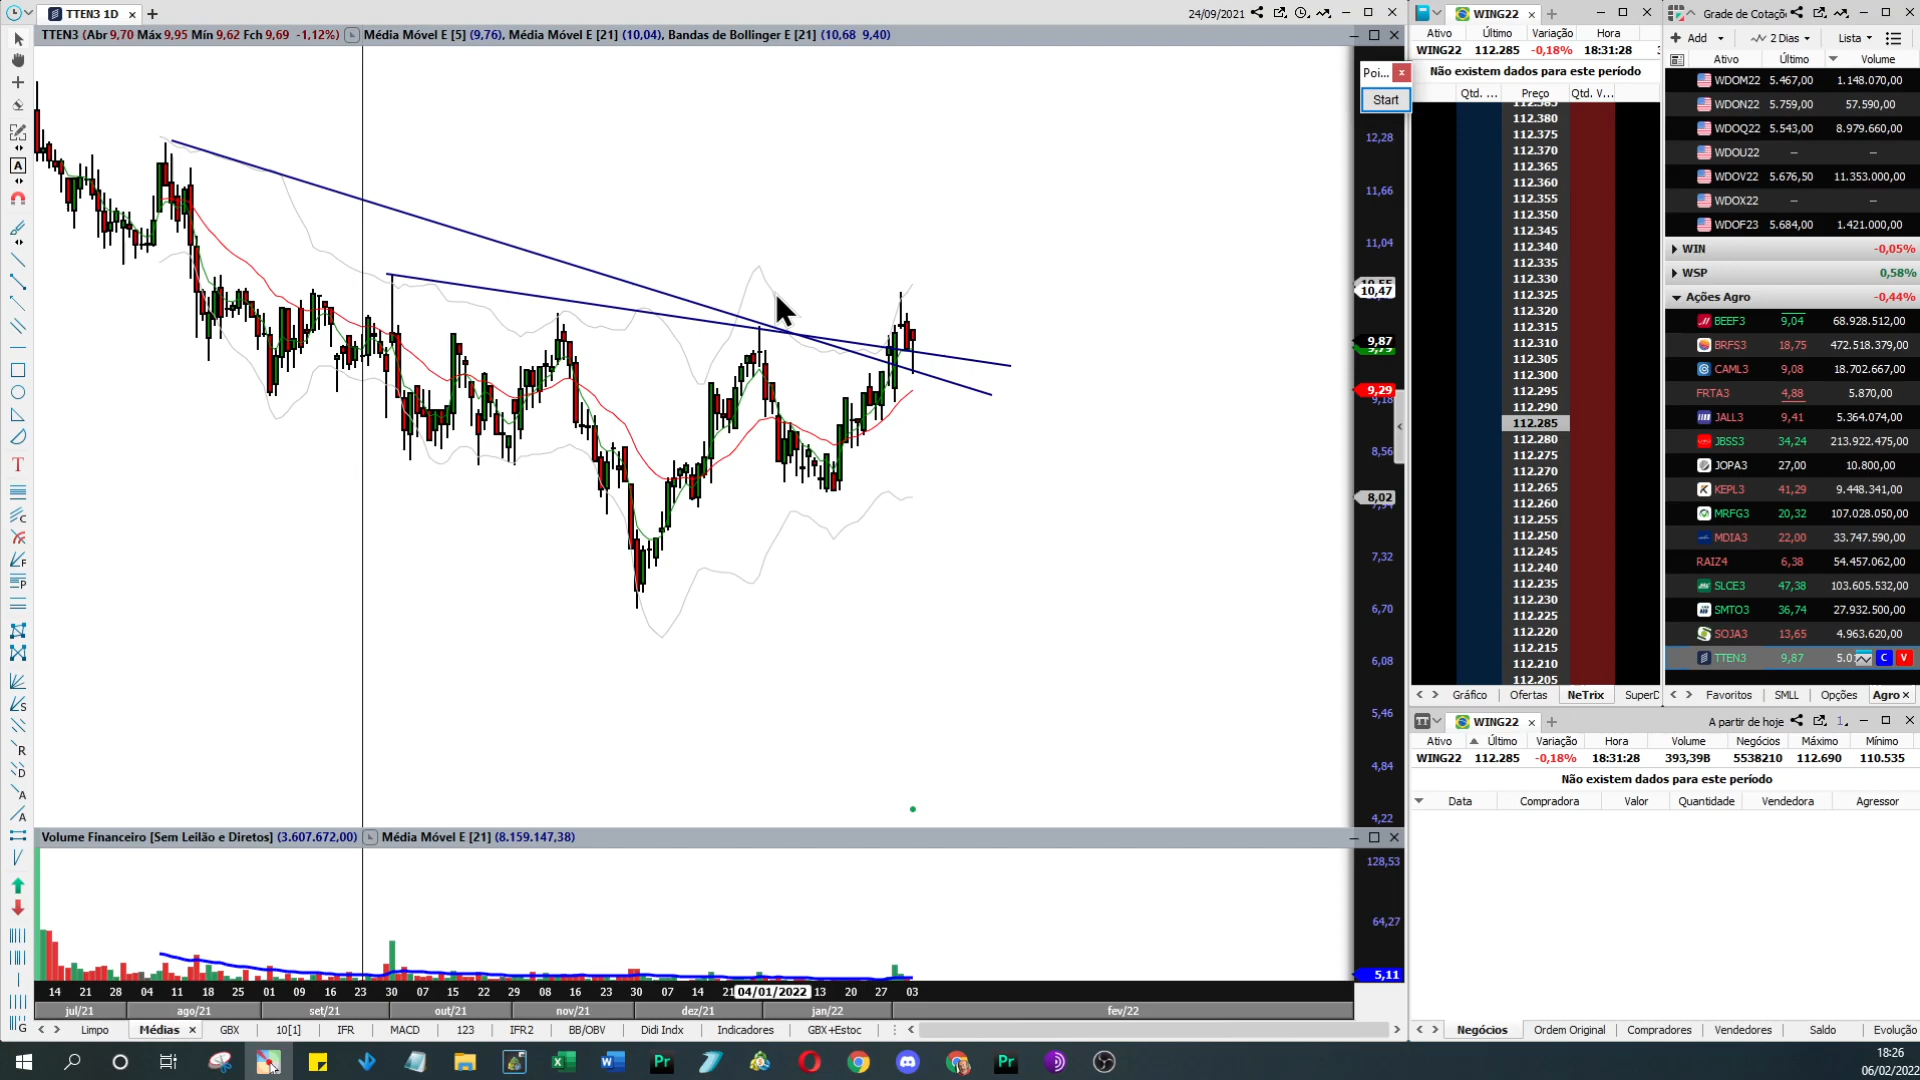 TTEN3 1D
24/09/2021
TTEN3 (Abr 9,70 Máx 9,95 Mín 9,62 Fch 9,69 -1,12%) Média Móvel E [5] (9,76), Média Móvel E [21] (10,04), Bandas de Bollinger E [21] (10,68 9,40)
Poi...
Start
12,28
11,66
11,04
10,47
9,87
9,29
9,18
8,56
8,02
7,32
6,70
6,08
5,46
4,84
4,22
Volume Financeiro [Sem Leilão e Diretos] (3.607.672,00) Média Móvel E [21] (8.159.147,38)
128,53
64,27
5,11
14 21 28 04 11 18 25 01 09 16 23 30 07 15 22 29 08 16 23 30 07 14 21 04/01/2022 13 20 27 03
jul/21 ago/21 set/21 out/21 nov/21 dez/21 jan/22 fev/22
Limpo Médias GBX 10[1] IFR MACD 123 IFR2 BB/OBV Didi Indx Indicadores GBX+Estoc
WING22
Ativo Último Variação Hora
WING22 112.285 -0,18% 18:31:28
Não existem dados para este período
Qtd. ... Preço Qtd. V...
112.380
112.375
112.370
112.365
112.360
112.355
112.350
112.345
112.340
112.335
112.330
112.325
112.320
112.315
112.310
112.305
112.300
112.295
112.290
112.285
112.280
112.275
112.270
112.265
112.260
112.255
112.250
112.245
112.240
112.235
112.230
112.225
112.220
112.215
112.210
112.205
Gráfico Ofertas NeTrix
Grade de Cotaçõ
Add 2 Dias Lista
Ativo Último Volume
WDOM22 5.467,00 1.148.070,00
WDON22 5.759,00 57.590,00
WDOQ22 5.543,00 8.979.660,00
WDOU22 – –
WDOV22 5.676,50 11.353.000,00
WDOX22 – –
WDOF23 5.684,00 1.421.000,00
WIN -0,05%
WSP 0,58%
Ações Agro -0,44%
BEEF3 9,04 68.928.512,00
BRFS3 18,75 472.518.379,00
CAML3 9,08 18.702.667,00
FRTA3 4,88 5.870,00
JALL3 9,41 5.364.074,00
JBSS3 34,24 213.922.475,00
JOPA3 27,00 10.800,00
KEPL3 41,29 9.448.341,00
MRFG3 20,32 107.028.050,00
MDIA3 22,00 33.747.590,00
RAIZ4 6,38 54.457.062,00
SLCE3 47,38 103.605.532,00
SMTO3 36,74 27.932.500,00
SOJA3 13,65 4.963.620,00
TTEN3 9,87 5.0 C V
Favoritos SMLL Opções Agro
WING22
A partir de hoje
Ativo Último Variação Hora Volume Negócios Máximo Mínimo
WING22 112.285 -0,18% 18:31:28 393,39B 5538210 112.690 110.535
Não existem dados para este período
Data Compradora Valor Quantidade Vendedora Agressor
Negócios Ordem Original Compradores Vendedores Saldo Evolução
18:26
06/02/2022